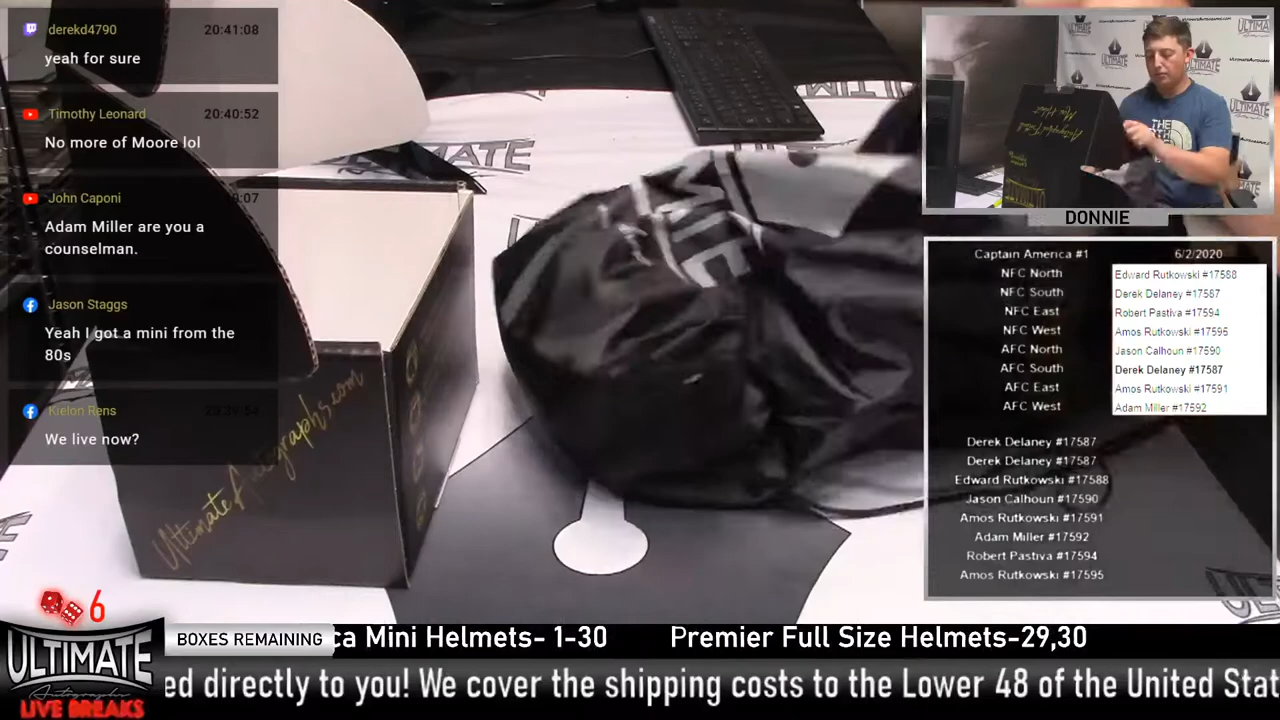 derekd4790 20:41:08
yeah for sure
Timothy Leonard 20:40:52
No more of Moore lol
John Caponi
Adam Miller are you a
counselman.
Jason Staggs
Yeah I got a mini from the
80s
Kielon Rens 20:39:54
We live now?
UltimateAutographs.com
ULTIMATE
DONNIE
Captain America #1 6/2/2020
NFC North Edward Rutkowski #17588
NFC South Derek Delaney #17587
NFC East Robert Pastiva #17594
NFC West Amos Rutkowski #17595
AFC North Jason Calhoun #17590
AFC South Derek Delaney #17587
AFC East Amos Rutkowski #17591
AFC West Adam Miller #17592
Derek Delaney #17587
Derek Delaney #17587
Edward Rutkowski #17588
Jason Calhoun #17590
Amos Rutkowski #17591
Adam Miller #17592
Robert Pastiva #17594
Amos Rutkowski #17595
6
ULTIMATE
Autographs
LIVE BREAKS
BOXES REMAINING
ca Mini Helmets- 1-30 Premier Full Size Helmets-29,30
ed directly to you! We cover the shipping costs to the Lower 48 of the United Stat